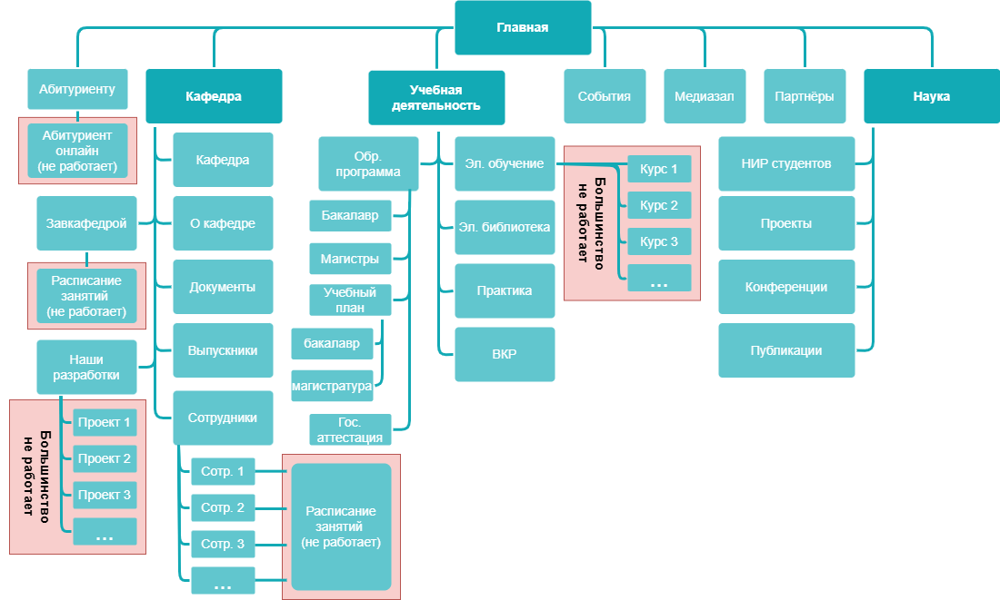 Главная
Абитуриенту
Кафедра
Учебная
деятельность
События
Медиазал
Партнёры
Наука
Абитуриент
онлайн
(не работает)
Кафедра
Завкафедрой
О кафедре
Расписание
занятий
(не работает)
Документы
Наши
разработки
Выпускники
Сотрудники
Большинство
не работает
Проект 1
Проект 2
Проект 3
...
Сотр. 1
Сотр. 2
Сотр. 3
...
Расписание
занятий
(не работает)
Обр.
программа
Бакалавр
Магистры
Учебный
план
бакалавр
магистратура
Гос.
аттестация
Эл. обучение
Эл. библиотека
Практика
ВКР
Большинство
не работает
Курс 1
Курс 2
Курс 3
...
НИР студентов
Проекты
Конференции
Публикации